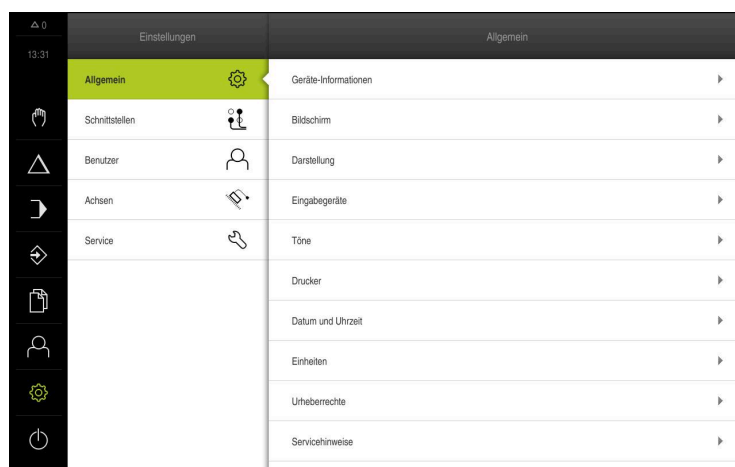 △ 0
13:31
Einstellungen
Allgemein
Allgemein
Schnittstellen
Benutzer
Achsen
Service
Geräte-Informationen
Bildschirm
Darstellung
Eingabegeräte
Töne
Drucker
Datum und Uhrzeit
Einheiten
Urheberrechte
Servicehinweise